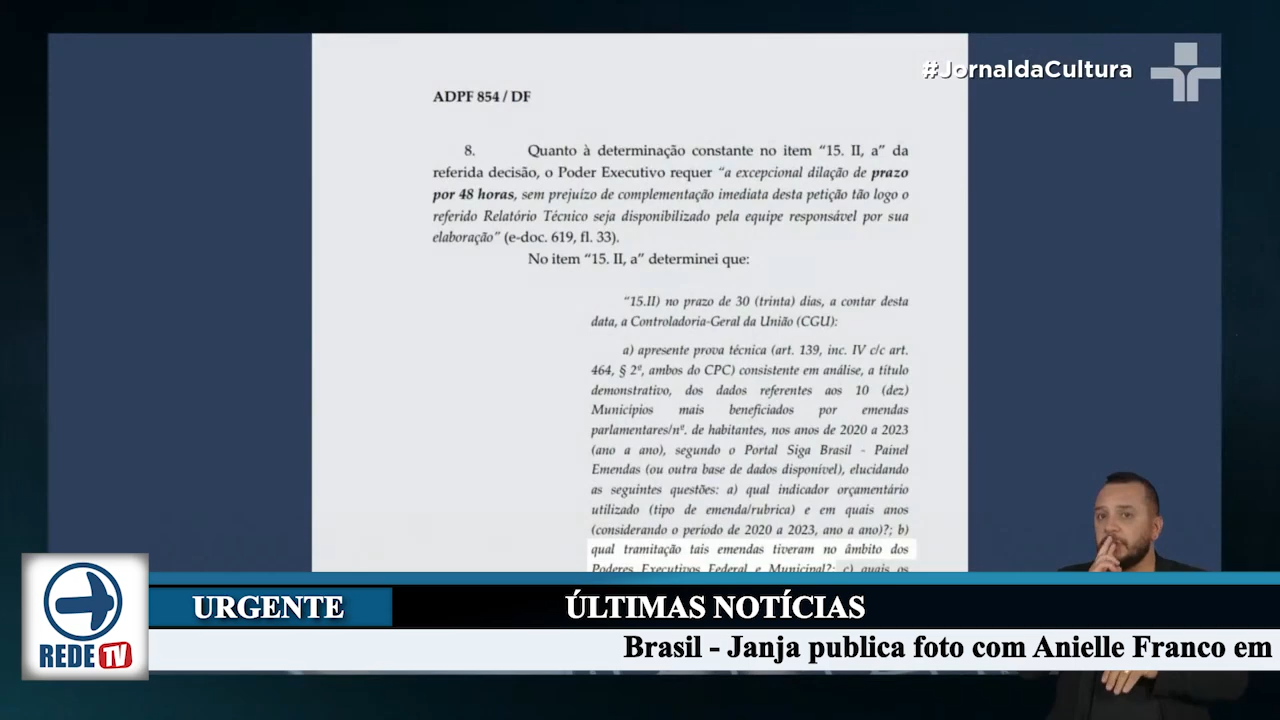 #JornaldaCultura
ADPF 854 / DF
8. Quanto à determinação constante no item “15. II, a” da
referida decisão, o Poder Executivo requer “a excepcional dilação de prazo
por 48 horas, sem prejuízo de complementação imediata desta petição tão logo o
referido Relatório Técnico seja disponibilizado pela equipe responsável por sua
elaboração” (e-doc. 619, fl. 33).
No item “15. II, a” determinei que:
“15.II) no prazo de 30 (trinta) dias, a contar desta
data, a Controladoria-Geral da União (CGU):
a) apresente prova técnica (art. 139, inc. IV c/c art.
464, § 2º, ambos do CPC) consistente em análise, a título
demonstrativo, dos dados referentes aos 10 (dez)
Municípios mais beneficiados por emendas
parlamentares/nº. de habitantes, nos anos de 2020 a 2023
(ano a ano), segundo o Portal Siga Brasil - Painel
Emendas (ou outra base de dados disponível), elucidando
as seguintes questões: a) qual indicador orçamentário
utilizado (tipo de emenda/rubrica) e em quais anos
(considerando o período de 2020 a 2023, ano a ano)?; b)
qual tramitação tais emendas tiveram no âmbito dos
Poderes Executivos Federal e Municipal?; c) quais os
URGENTE
ÚLTIMAS NOTÍCIAS
REDE TV
Brasil - Janja publica foto com Anielle Franco em